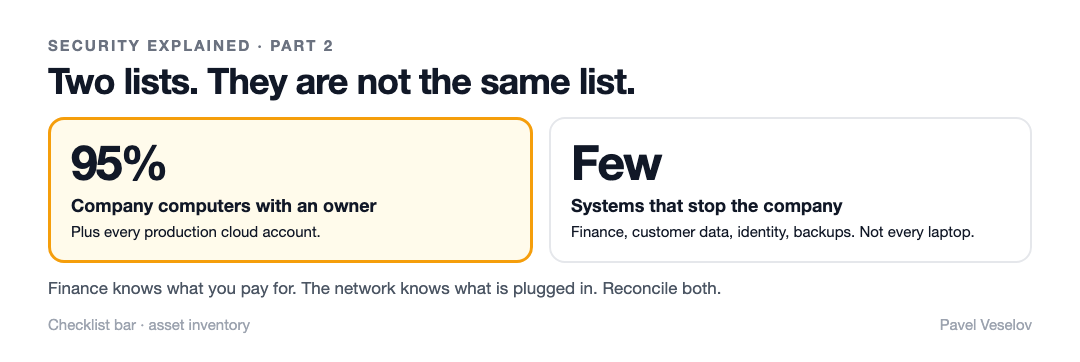 SECURITY EXPLAINED · PART 2
Two lists. They are not the same list.
95%
Company computers with an owner
Plus every production cloud account.
Few
Systems that stop the company
Finance, customer data, identity, backups. Not every laptop.
Finance knows what you pay for. The network knows what is plugged in. Reconcile both.
Checklist bar · asset inventory
Pavel Veselov